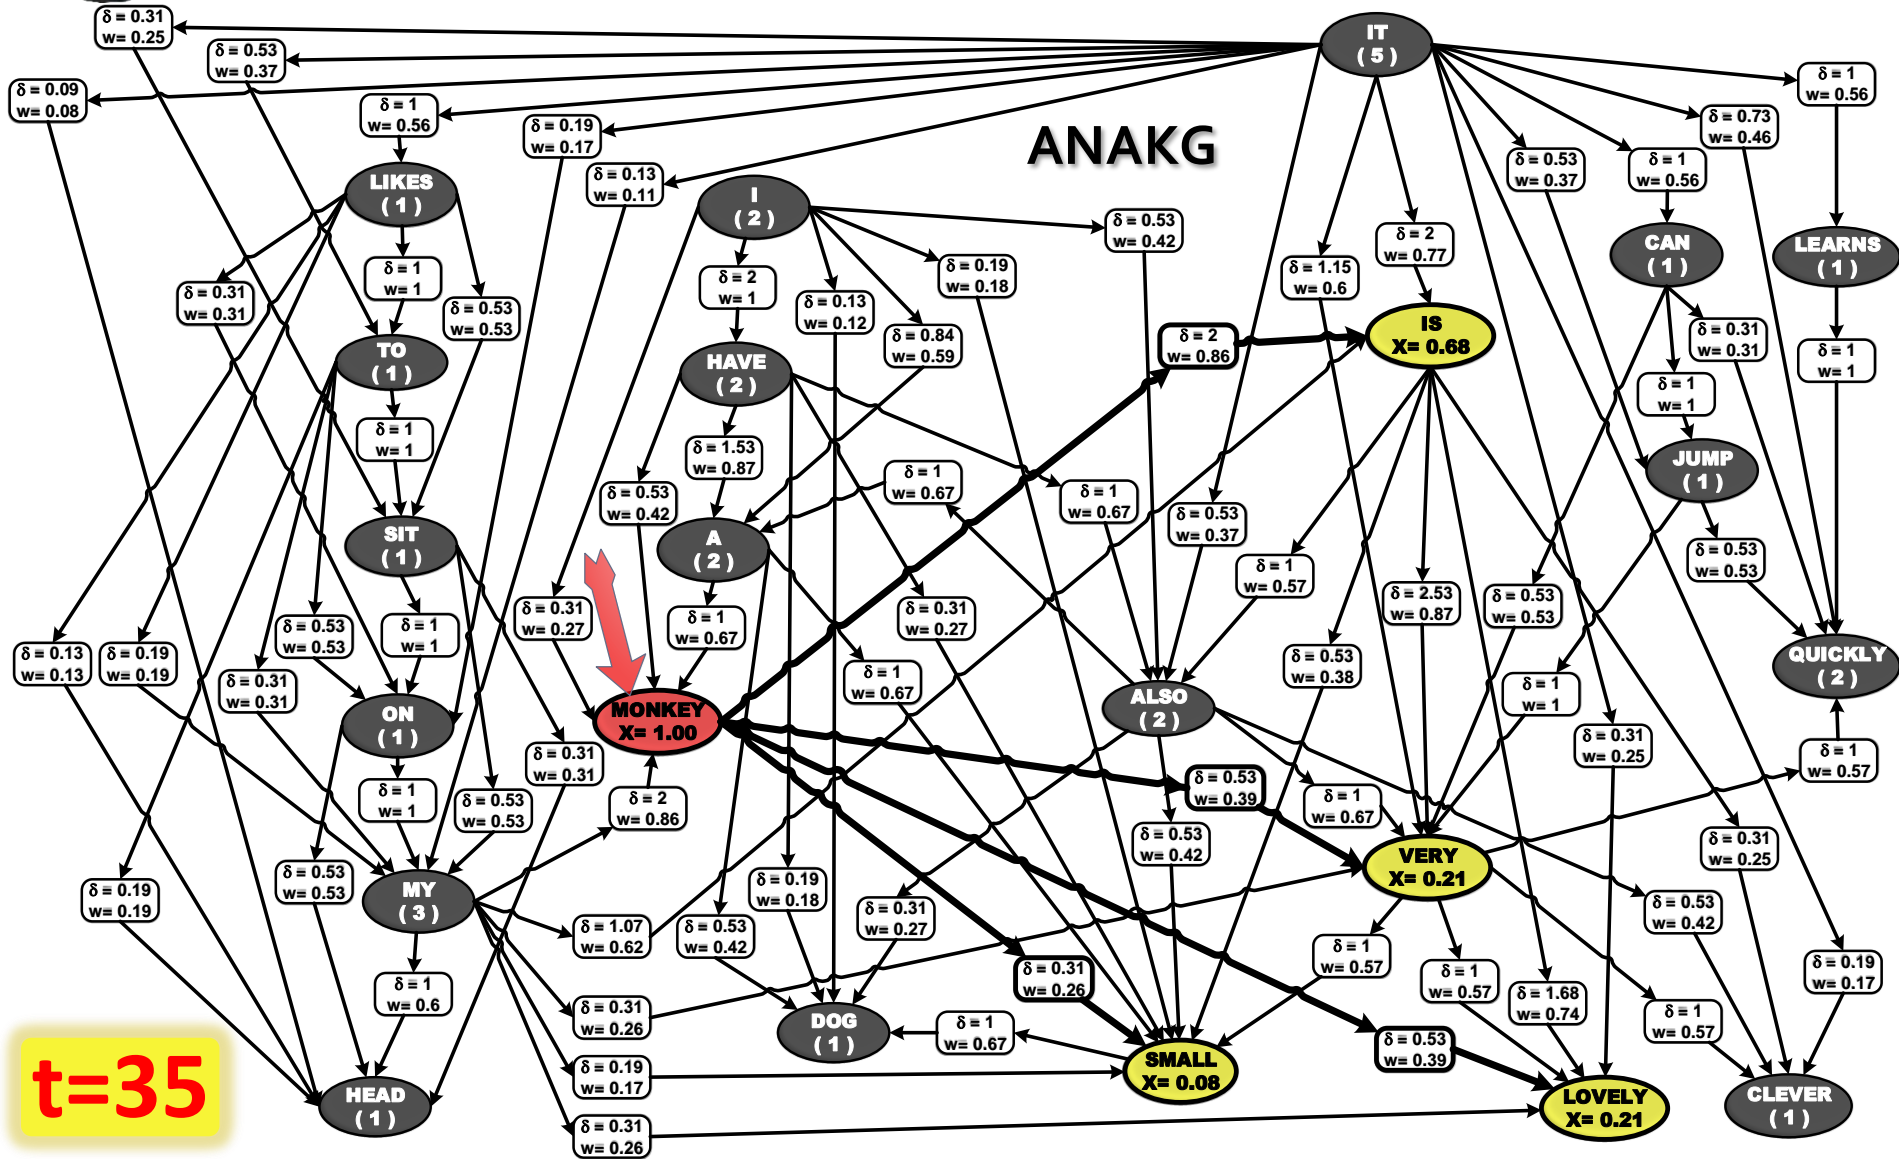 δ = 0.31
w= 0.25
IT
( 5 )
δ = 0.53
w= 0.37
δ = 1
w= 0.56
δ = 0.09
w= 0.08
δ = 1
w= 0.56
δ = 0.73
w= 0.46
δ = 0.19
w= 0.17
ANAKG
δ = 0.53
w= 0.37
δ = 1
w= 0.56
δ = 0.13
w= 0.11
LIKES
( 1 )
I
( 2 )
δ = 0.53
w= 0.42
δ = 2
w= 0.77
CAN
( 1 )
LEARNS
( 1 )
δ = 1
w= 1
δ = 2
w= 1
δ = 0.19
w= 0.18
δ = 1.15
w= 0.6
δ = 0.31
w= 0.31
δ = 0.53
w= 0.53
δ = 0.13
w= 0.12
δ = 0.84
w= 0.59
δ = 2
w= 0.86
IS
X= 0.68
δ = 0.31
w= 0.31
δ = 1
w= 1
TO
( 1 )
HAVE
( 2 )
δ = 1
w= 1
δ = 1
w= 1
δ = 1.53
w= 0.87
δ = 1
w= 0.67
JUMP
( 1 )
δ = 0.53
w= 0.42
δ = 1
w= 0.67
δ = 0.53
w= 0.37
SIT
( 1 )
A
( 2 )
δ = 0.53
w= 0.53
δ = 1
w= 0.57
δ = 2.53
w= 0.87
δ = 0.53
w= 0.53
δ = 0.31
w= 0.27
δ = 1
w= 0.67
δ = 0.31
w= 0.27
δ = 0.53
w= 0.53
δ = 1
w= 1
δ = 0.13
w= 0.13
δ = 0.19
w= 0.19
δ = 0.31
w= 0.31
δ = 1
w= 0.67
δ = 0.53
w= 0.38
δ = 1
w= 1
QUICKLY
( 2 )
ON
( 1 )
MONKEY
X= 1.00
ALSO
( 2 )
δ = 0.31
w= 0.25
δ = 1
w= 0.57
δ = 0.31
w= 0.31
δ = 1
w= 1
δ = 0.53
w= 0.53
δ = 2
w= 0.86
δ = 0.53
w= 0.39
δ = 1
w= 0.67
δ = 0.53
w= 0.42
δ = 0.31
w= 0.25
VERY
X= 0.21
δ = 0.19
w= 0.19
δ = 0.53
w= 0.53
MY
( 3 )
δ = 0.19
w= 0.18
δ = 0.31
w= 0.27
δ = 0.53
w= 0.42
δ = 1.07
w= 0.62
δ = 0.53
w= 0.42
δ = 1
w= 0.57
δ = 1
w= 0.6
δ = 0.31
w= 0.26
δ = 1
w= 0.57
δ = 1.68
w= 0.74
δ = 0.19
w= 0.17
δ = 0.31
w= 0.26
DOG
( 1 )
δ = 1
w= 0.67
δ = 1
w= 0.57
δ = 0.53
w= 0.39
SMALL
X= 0.08
δ = 0.19
w= 0.17
t=35
HEAD
( 1 )
LOVELY
X= 0.21
CLEVER
( 1 )
δ = 0.31
w= 0.26